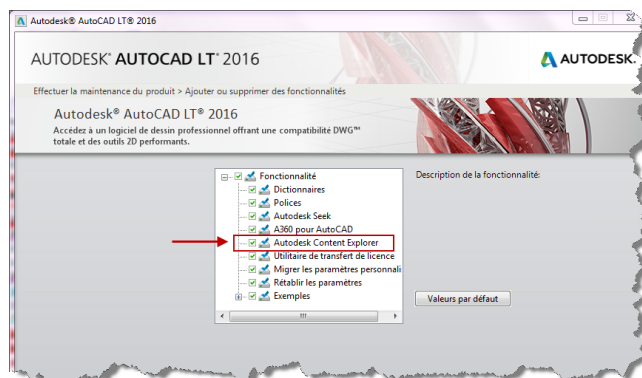 Autodesk® AutoCAD LT® 2016
AUTODESK® AUTOCAD LT® 2016
AUTODESK.
Effectuer la maintenance du produit > Ajouter ou supprimer des fonctionnalités
Autodesk® AutoCAD LT® 2016
Accédez à un logiciel de dessin professionnel offrant une compatibilité DWG™
totale et des outils 2D performants.
Fonctionnalité
Description de la fonctionnalité:
Dictionnaires
Polices
Autodesk Seek
A360 pour AutoCAD
Autodesk Content Explorer
Utilitaire de transfert de licence
Migrer les paramètres personnali
Rétablir les paramètres
Exemples
Valeurs par défaut